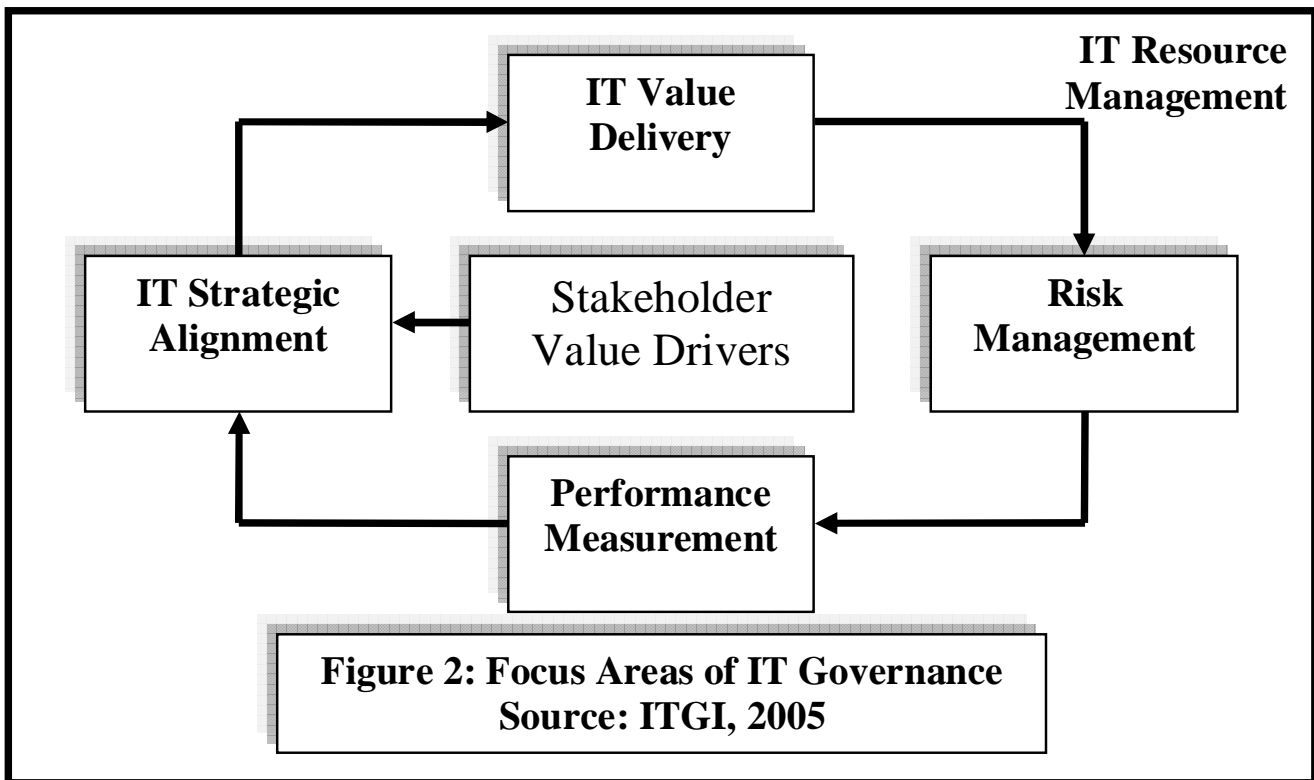 IT Resource
Management
IT Value
Delivery
IT Strategic
Alignment
Stakeholder
Value Drivers
Risk
Management
Performance
Measurement
Figure 2: Focus Areas of IT Governance
Source: ITGI, 2005